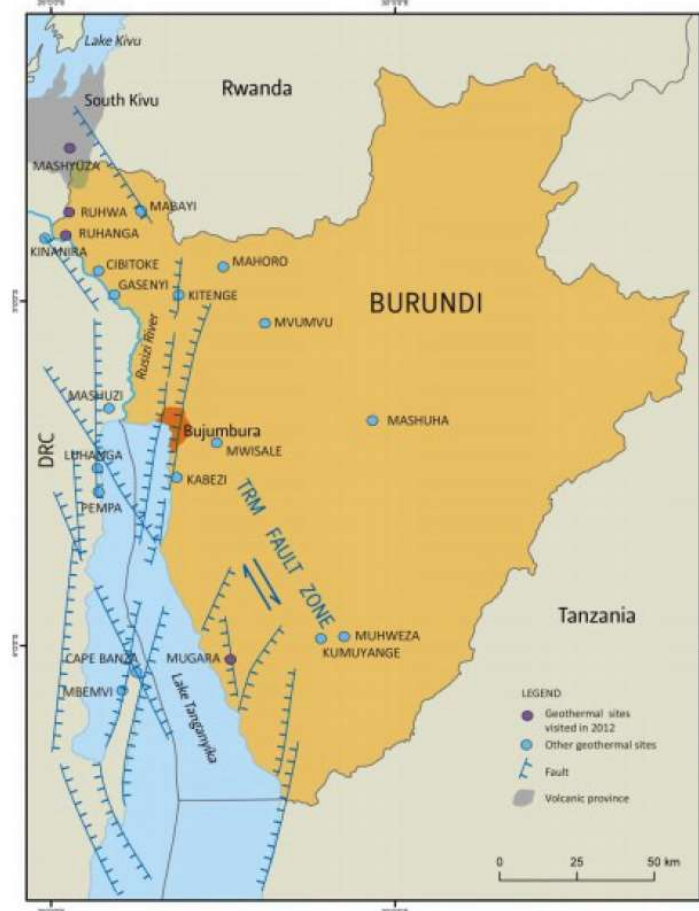 Lake Kivu
South Kivu
Rwanda
MASHYUZA
RUHWA
MABAYI
RUHANGA
KINANIRA
CIBITOKE
MAHORO
GASENYI
KITENGE
BURUNDI
MVUMVU
Rusizi River
MASHUZI
MASHUHA
Bujumbura
MWISALE
DRC
LUHANGA
KABEZI
PEMPA
TRM FAULT ZONE
Tanzania
MUHWEZA
KUMUYANGE
CAPE BANZA
MUGARA
MBEMVI
Lake Tanganyika
LEGEND
Geothermal sites
visited in 2012
Other geothermal sites
Fault
Volcanic province
0 25 50 km